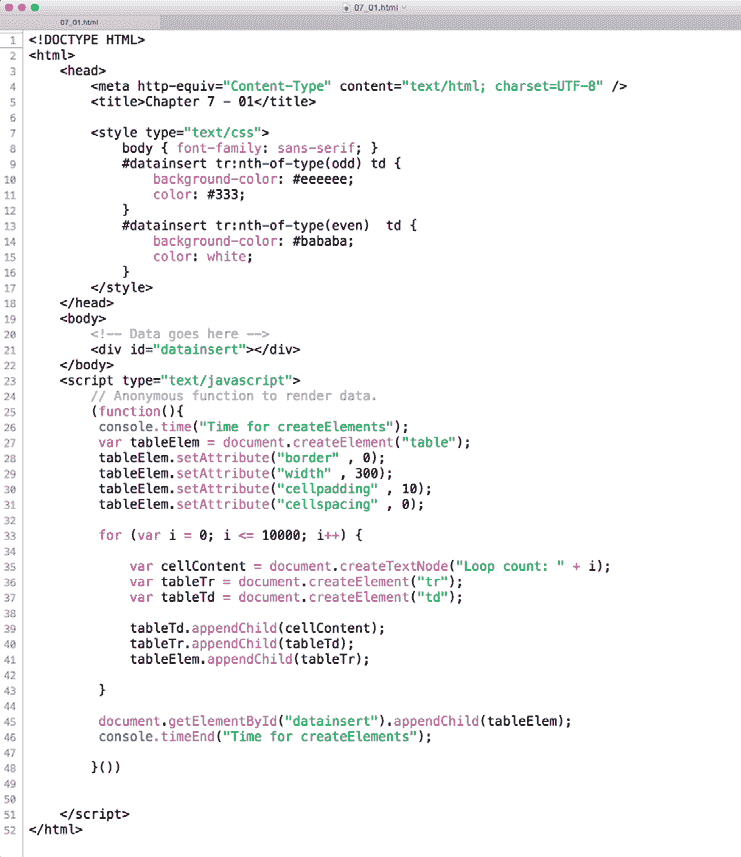 07_01.html
07_01.html
1 <!DOCTYPE HTML>
2 <html>
3     <head>
4         <meta http-equiv="Content-Type" content="text/html; charset=UTF-8" />
5         <title>Chapter 7 - 01</title>
6
7         <style type="text/css">
8             body { font-family: sans-serif; }
9             #datainsert tr:nth-of-type(odd) td {
10                 background-color: #eeeeee;
11                 color: #333;
12             }
13             #datainsert tr:nth-of-type(even)  td {
14                 background-color: #bababa;
15                 color: white;
16             }
17         </style>
18     </head>
19     <body>
20         <!-- Data goes here -->
21         <div id="datainsert"></div>
22     </body>
23     <script type="text/javascript">
24         // Anonymous function to render data.
25         (function(){
26          console.time("Time for createElements");
27          var tableElem = document.createElement("table");
28          tableElem.setAttribute("border" , 0);
29          tableElem.setAttribute("width" , 300);
30          tableElem.setAttribute("cellpadding" , 10);
31          tableElem.setAttribute("cellspacing" , 0);
32
33          for (var i = 0; i <= 10000; i++) {
34
35              var cellContent = document.createTextNode("Loop count: " + i);
36              var tableTr = document.createElement("tr");
37              var tableTd = document.createElement("td");
38
39              tableTd.appendChild(cellContent);
40              tableTr.appendChild(tableTd);
41              tableElem.appendChild(tableTr);
42
43          }
44
45          document.getElementById("datainsert").appendChild(tableElem);
46          console.timeEnd("Time for createElements");
47
48         }())
49
50
51     </script>
52 </html>